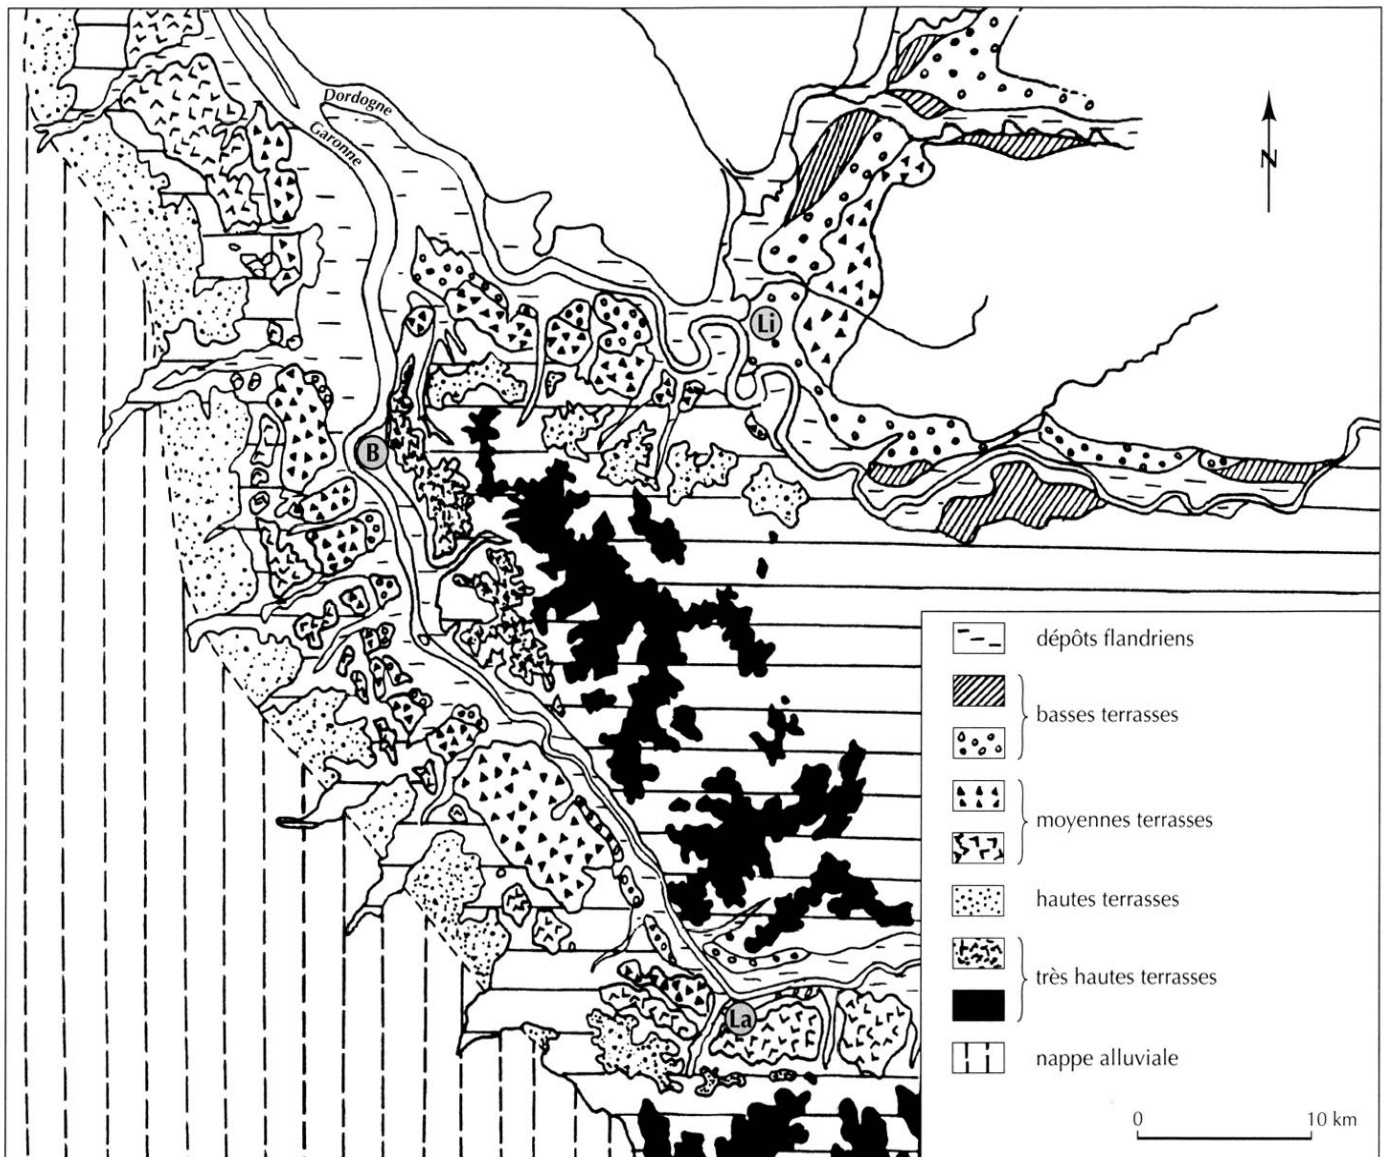 Dordogne
Garonne
N
Li
B
La
dépôts flandriens
basses terrasses
moyennes terrasses
hautes terrasses
très hautes terrasses
nappe alluviale
0 10 km